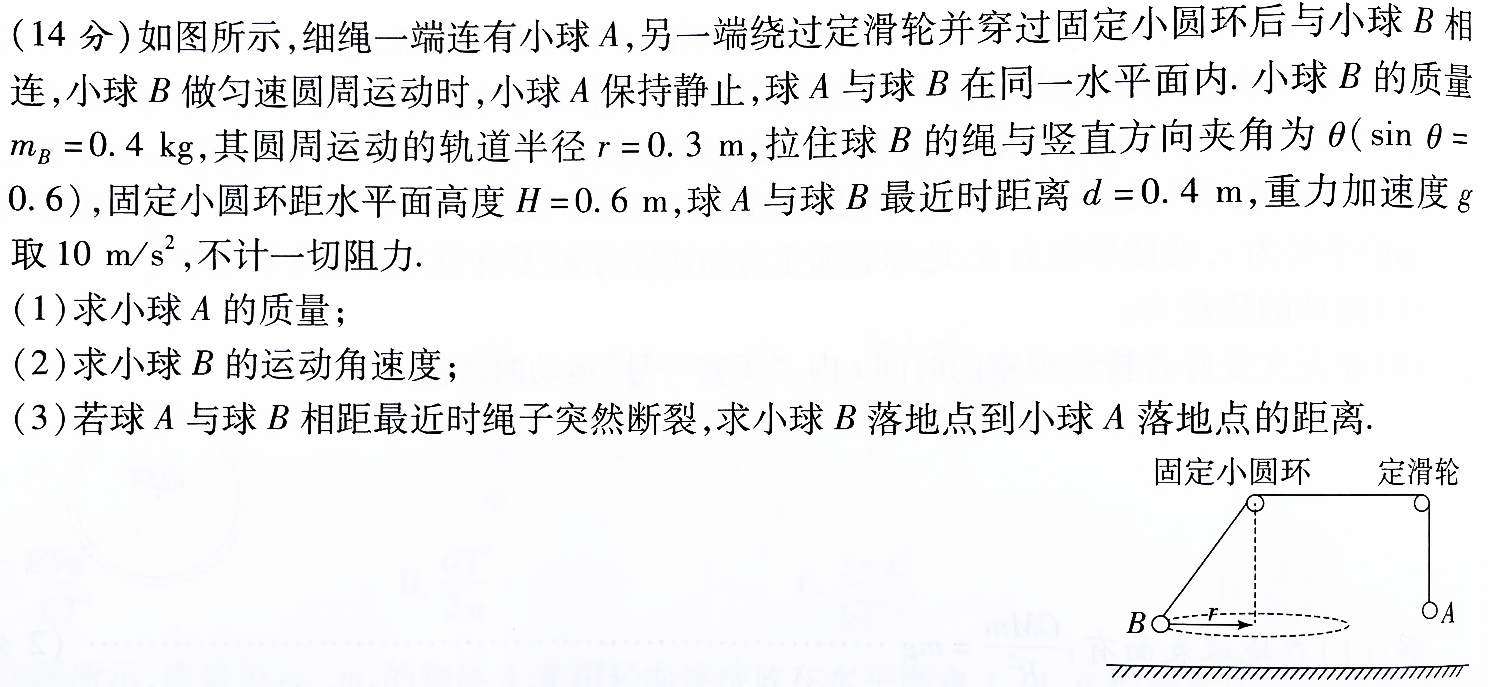 (14 分)如图所示,细绳一端连有小球 A,另一端绕过定滑轮并穿过固定小圆环后与小球 B 相
连,小球 B 做匀速圆周运动时,小球 A 保持静止,球 A 与球 B 在同一水平面内. 小球 B 的质量
m_B =0. 4 kg,其圆周运动的轨道半径 r =0. 3 m,拉住球 B 的绳与竖直方向夹角为 θ(sin θ =
0. 6),固定小圆环距水平面高度 H =0. 6 m,球 A 与球 B 最近时距离 d =0. 4 m,重力加速度 g
取 10 m/s²,不计一切阻力.
(1)求小球 A 的质量;
(2)求小球 B 的运动角速度;
(3)若球 A 与球 B 相距最近时绳子突然断裂,求小球 B 落地点到小球 A 落地点的距离.
固定小圆环 定滑轮
B r A